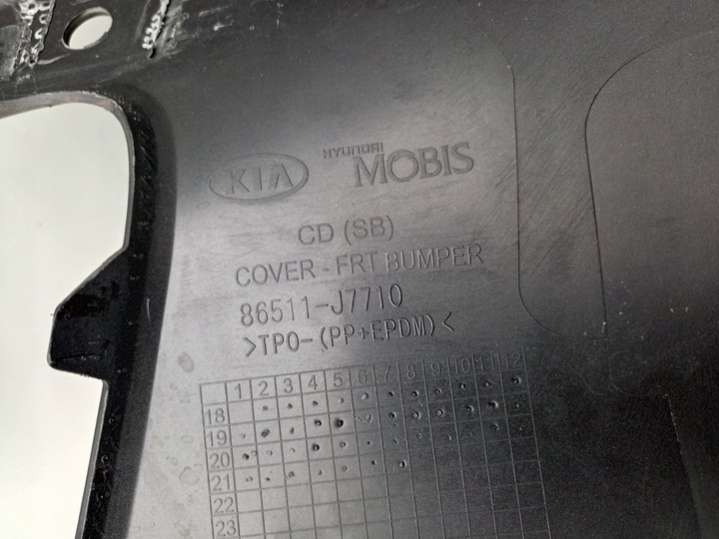 KIA
HYUNDAI
MOBIS
CD (SB)
COVER - FRT BUMPER
86511-J7710
>TPO-(PP+EPDM)<
1 2 3 4 5 6 7 8 9 10 11 12
18
19
20
21
22
23